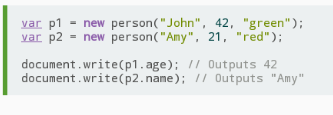 var p1 = new person("John", 42, "green");
var p2 = new person("Amy", 21, "red");
document.write(p1.age); // Outputs 42
document.write(p2.name); // Outputs "Amy"